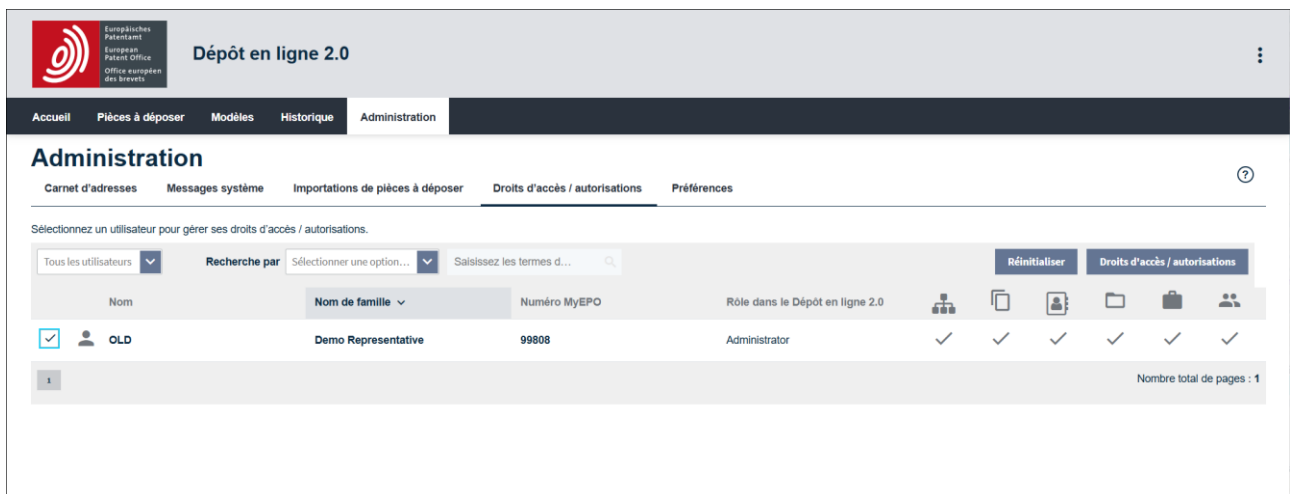 Europäisches
Patentamt
European
Patent Office
Office européen
des brevets
Dépôt en ligne 2.0
Accueil Pièces à déposer Modèles Historique Administration
Administration
Carnet d'adresses Messages système Importations de pièces à déposer Droits d'accès / autorisations Préférences
Sélectionnez un utilisateur pour gérer ses droits d'accès / autorisations.
Tous les utilisateurs Recherche par Sélectionner une option... Saisissez les termes d... Réinitialiser Droits d'accès / autorisations
Nom Nom de famille Numéro MyEPO Rôle dans le Dépôt en ligne 2.0
OLD Demo Representative 99808 Administrator
1 Nombre total de pages : 1